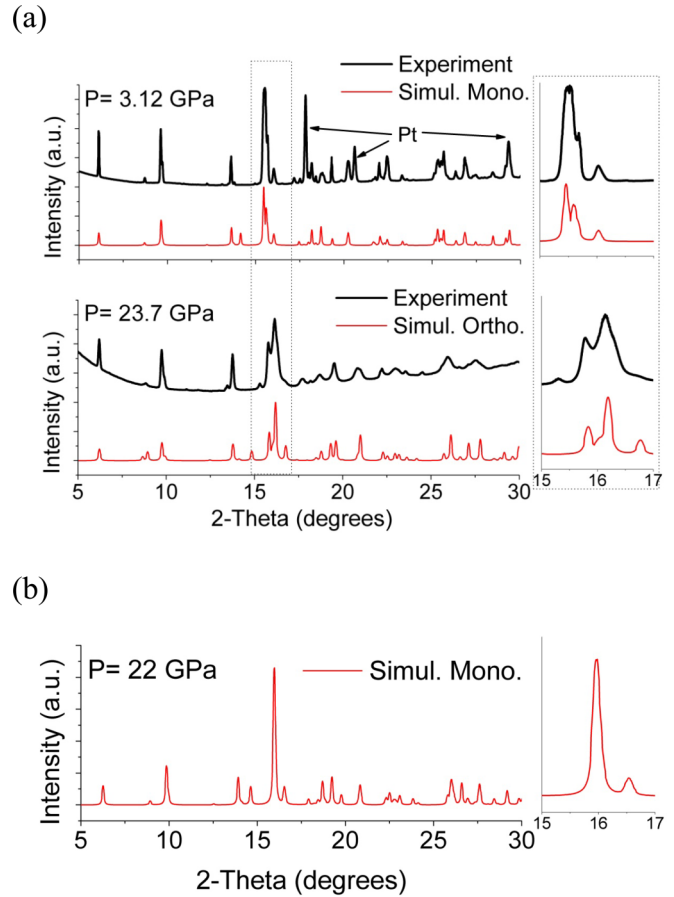 (a)
P= 3.12 GPa
Experiment
Simul. Mono.
Pt
Intensity (a.u.)
P= 23.7 GPa
Experiment
Simul. Ortho.
Intensity (a.u.)
5 10 15 20 25 30
15 16 17
2-Theta (degrees)
(b)
P= 22 GPa
Simul. Mono.
Intensity (a.u.)
5 10 15 20 25 30
15 16 17
2-Theta (degrees)